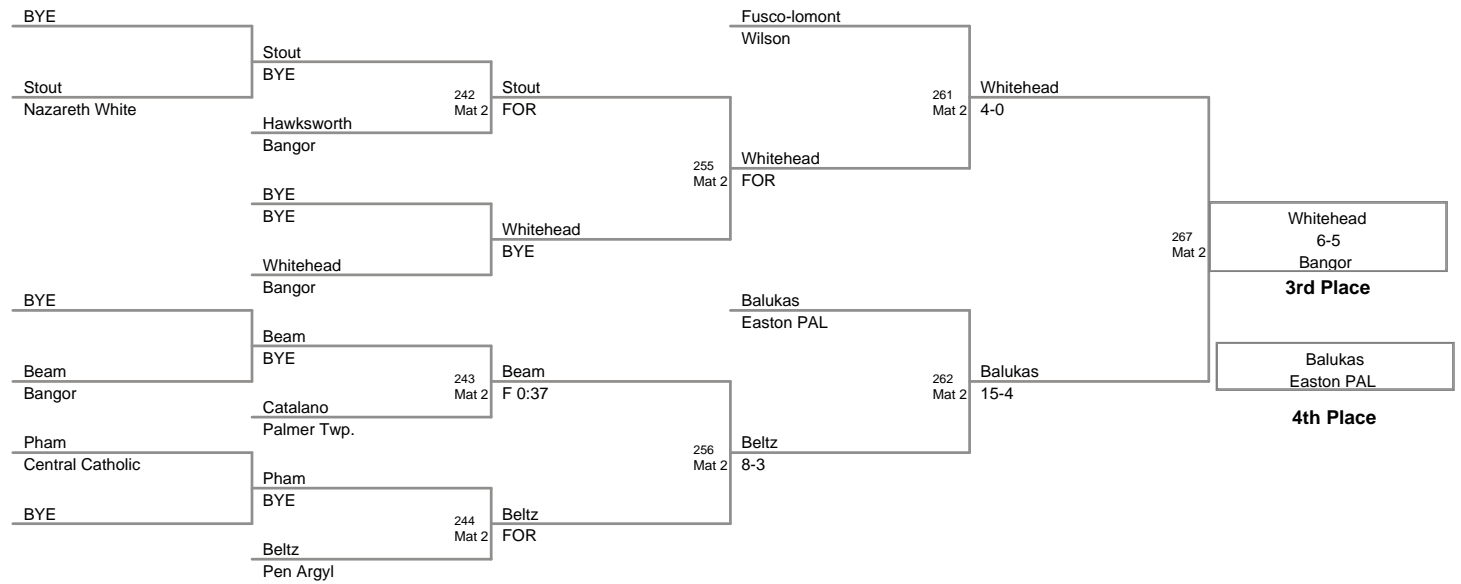 BYE
Stout
Nazareth White
Stout
BYE
Hawksworth
Bangor
242
Mat 2
Stout
FOR
BYE
BYE
Whitehead
Bangor
Whitehead
BYE
255
Mat 2
Whitehead
FOR
Fusco-lomont
Wilson
261
Mat 2
Whitehead
4-0
BYE
Beam
Bangor
Beam
BYE
Catalano
Palmer Twp.
243
Mat 2
Beam
F 0:37
Pham
Central Catholic
BYE
Pham
BYE
Beltz
Pen Argyl
244
Mat 2
Beltz
FOR
256
Mat 2
Beltz
8-3
Balukas
Easton PAL
262
Mat 2
Balukas
15-4
267
Mat 2
Whitehead
6-5
Bangor
3rd Place
Balukas
Easton PAL
4th Place